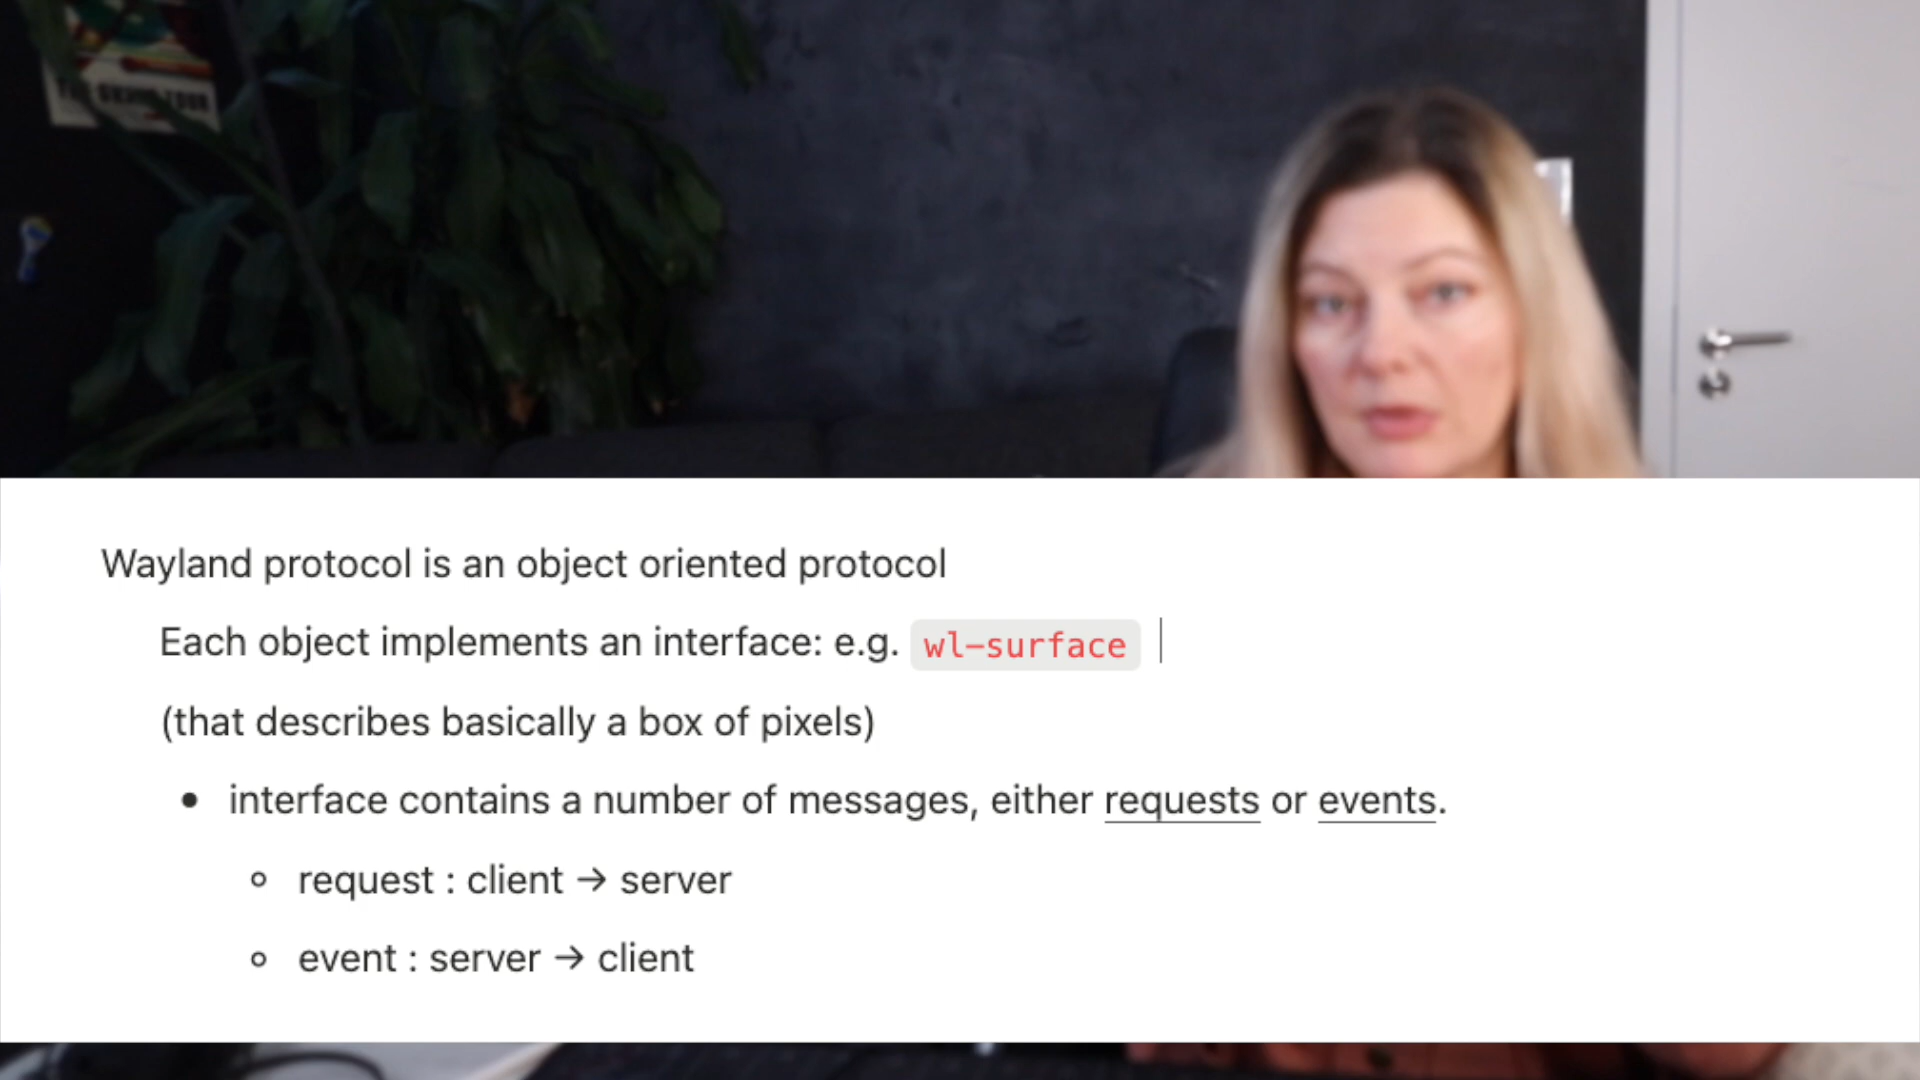 Wayland protocol is an object oriented protocol
Each object implements an interface: e.g. wl-surface
(that describes basically a box of pixels)
• interface contains a number of messages, either requests or events.
◦ request : client → server
◦ event : server → client